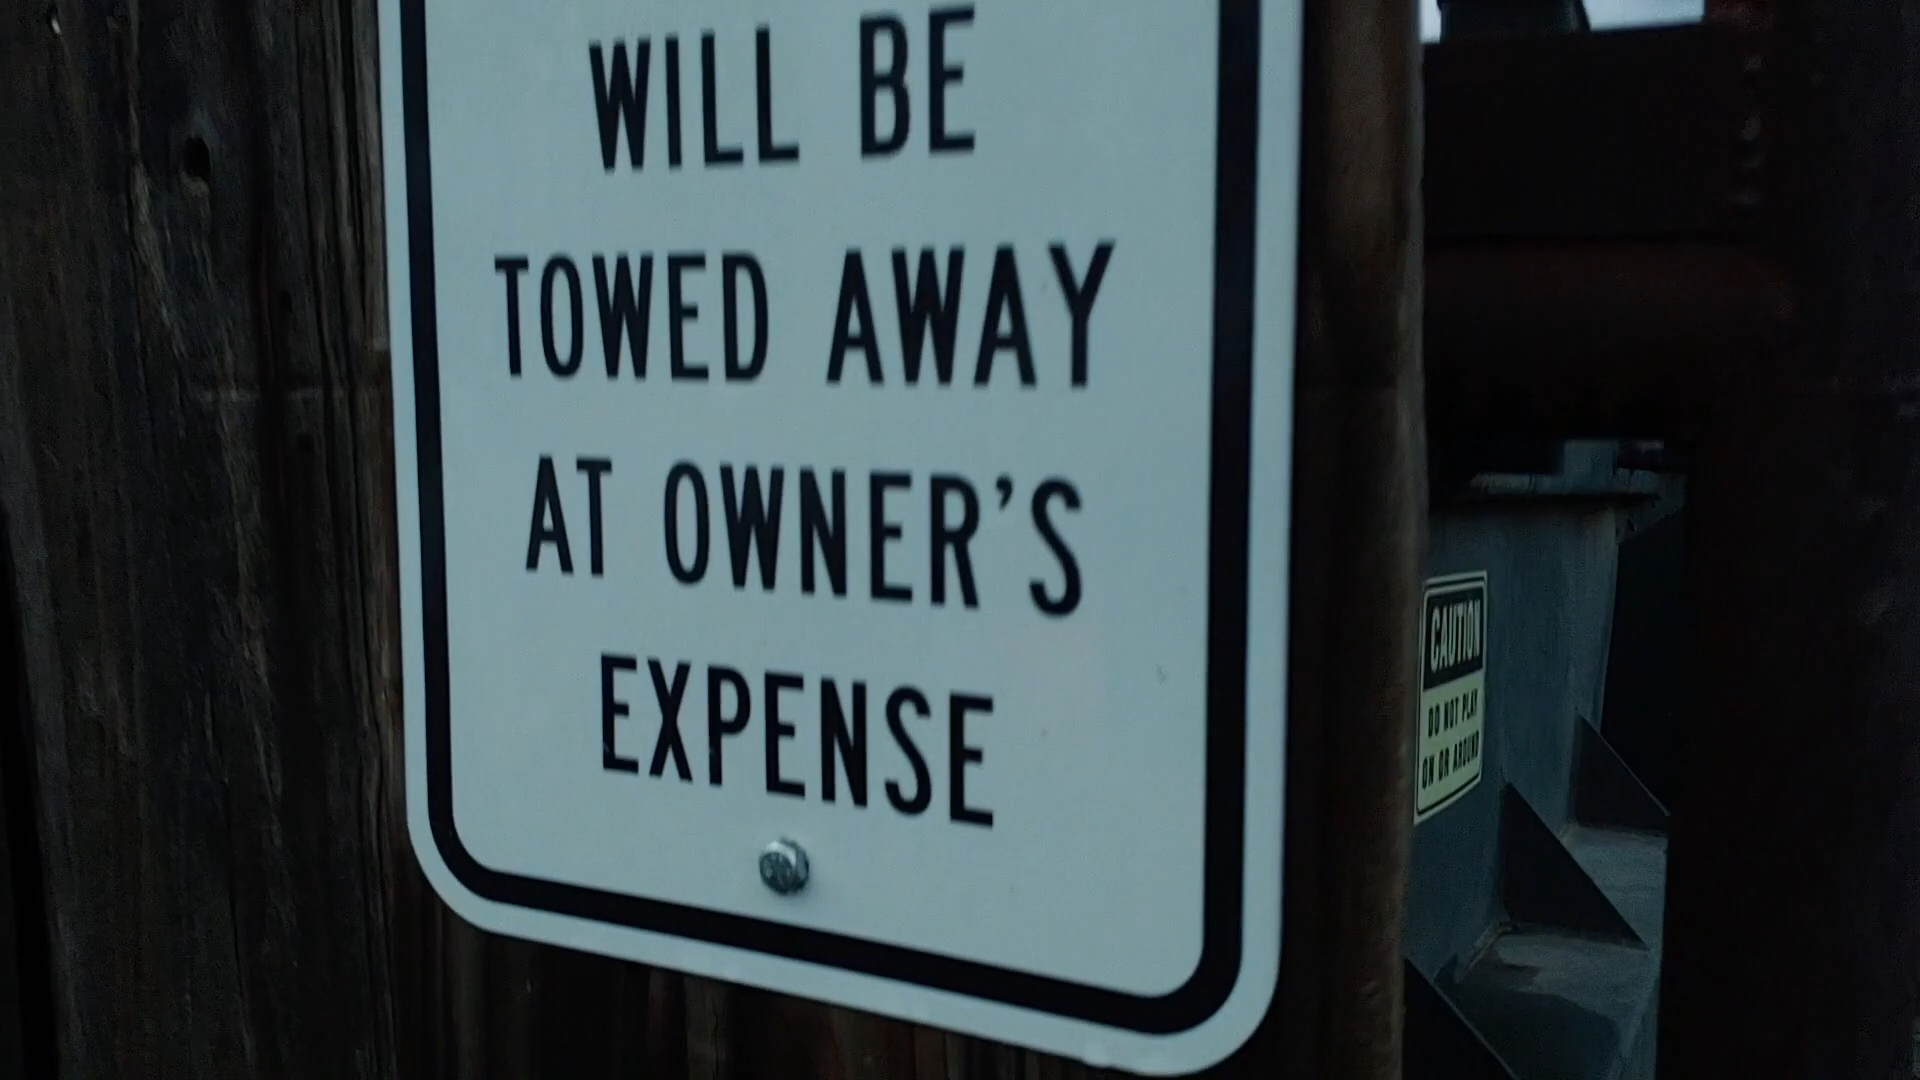 WILL BE
TOWED AWAY
AT OWNER'S
EXPENSE
CAUTION
DO NOT PLAY
ON OR AROUND